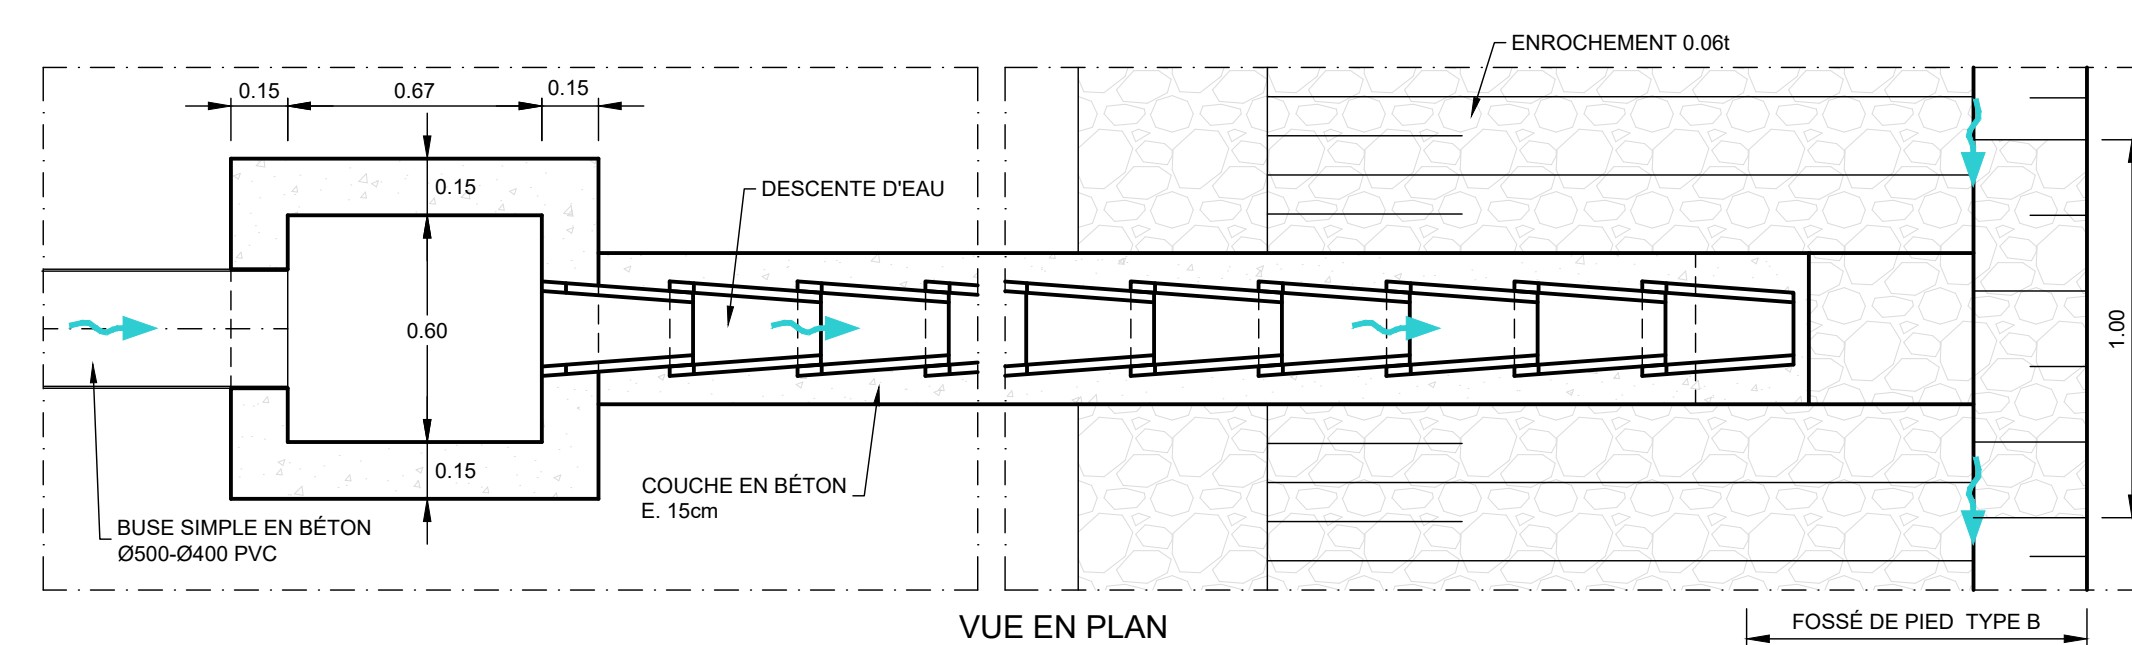 ENROCHEMENT 0.06t
0.15
0.67
0.15
0.15
DESCENTE D'EAU
0.60
1.00
0.15
COUCHE EN BÉTON
E. 15cm
BUSE SIMPLE EN BÉTON
Ø500-Ø400 PVC
VUE EN PLAN
FOSSÉ DE PIED TYPE B